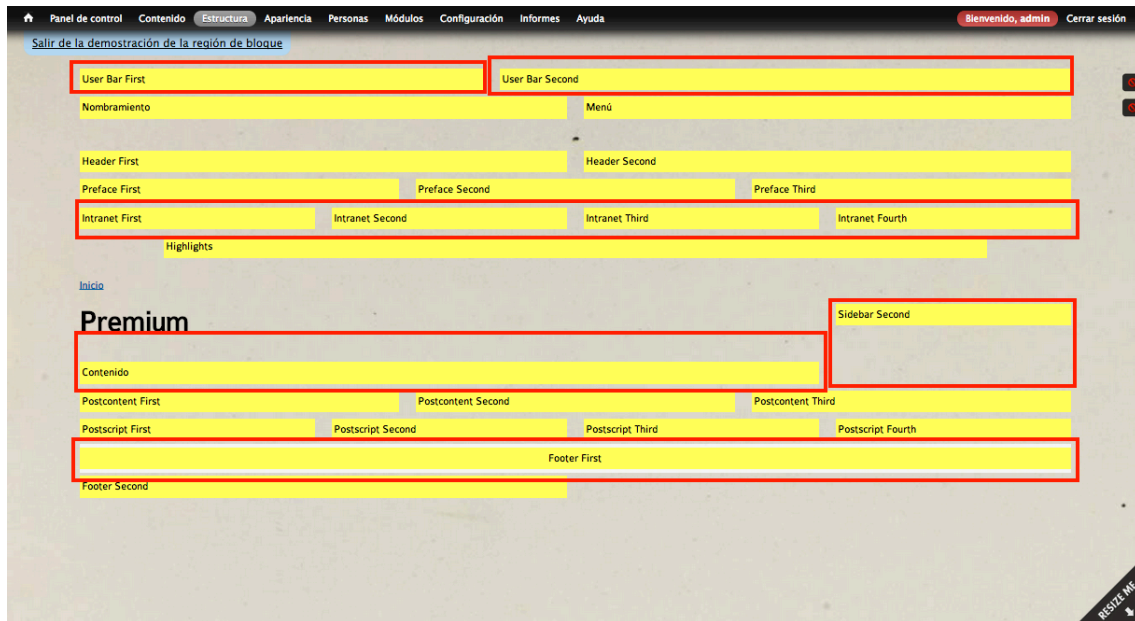 Panel de control Contenido Estructura Apariencia Personas Módulos Configuración Informes Ayuda Bienvenido, admin Cerrar sesión
Salir de la demostración de la región de bloque
User Bar First User Bar Second
Nombramiento Menú
Header First Header Second
Preface First Preface Second Preface Third
Intranet First Intranet Second Intranet Third Intranet Fourth
Highlights
Inicio
Premium
Sidebar Second
Contenido
Postcontent First Postcontent Second Postcontent Third
Postscript First Postscript Second Postscript Third Postscript Fourth
Footer First
Footer Second
RESIZE ME